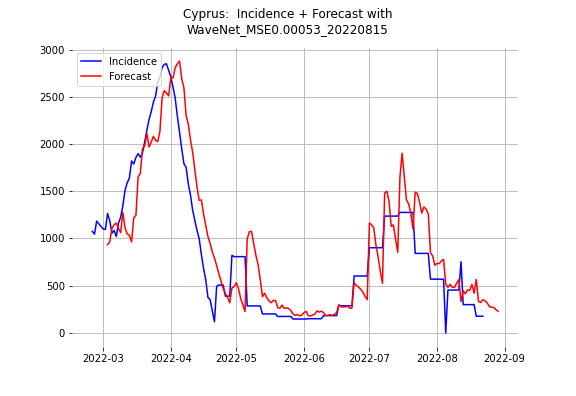 Cyprus:  Incidence + Forecast with
WaveNet_MSE0.00053_20220815
Incidence
Forecast
3000
2500
2000
1500
1000
500
0
2022-03 2022-04 2022-05 2022-06 2022-07 2022-08 2022-09